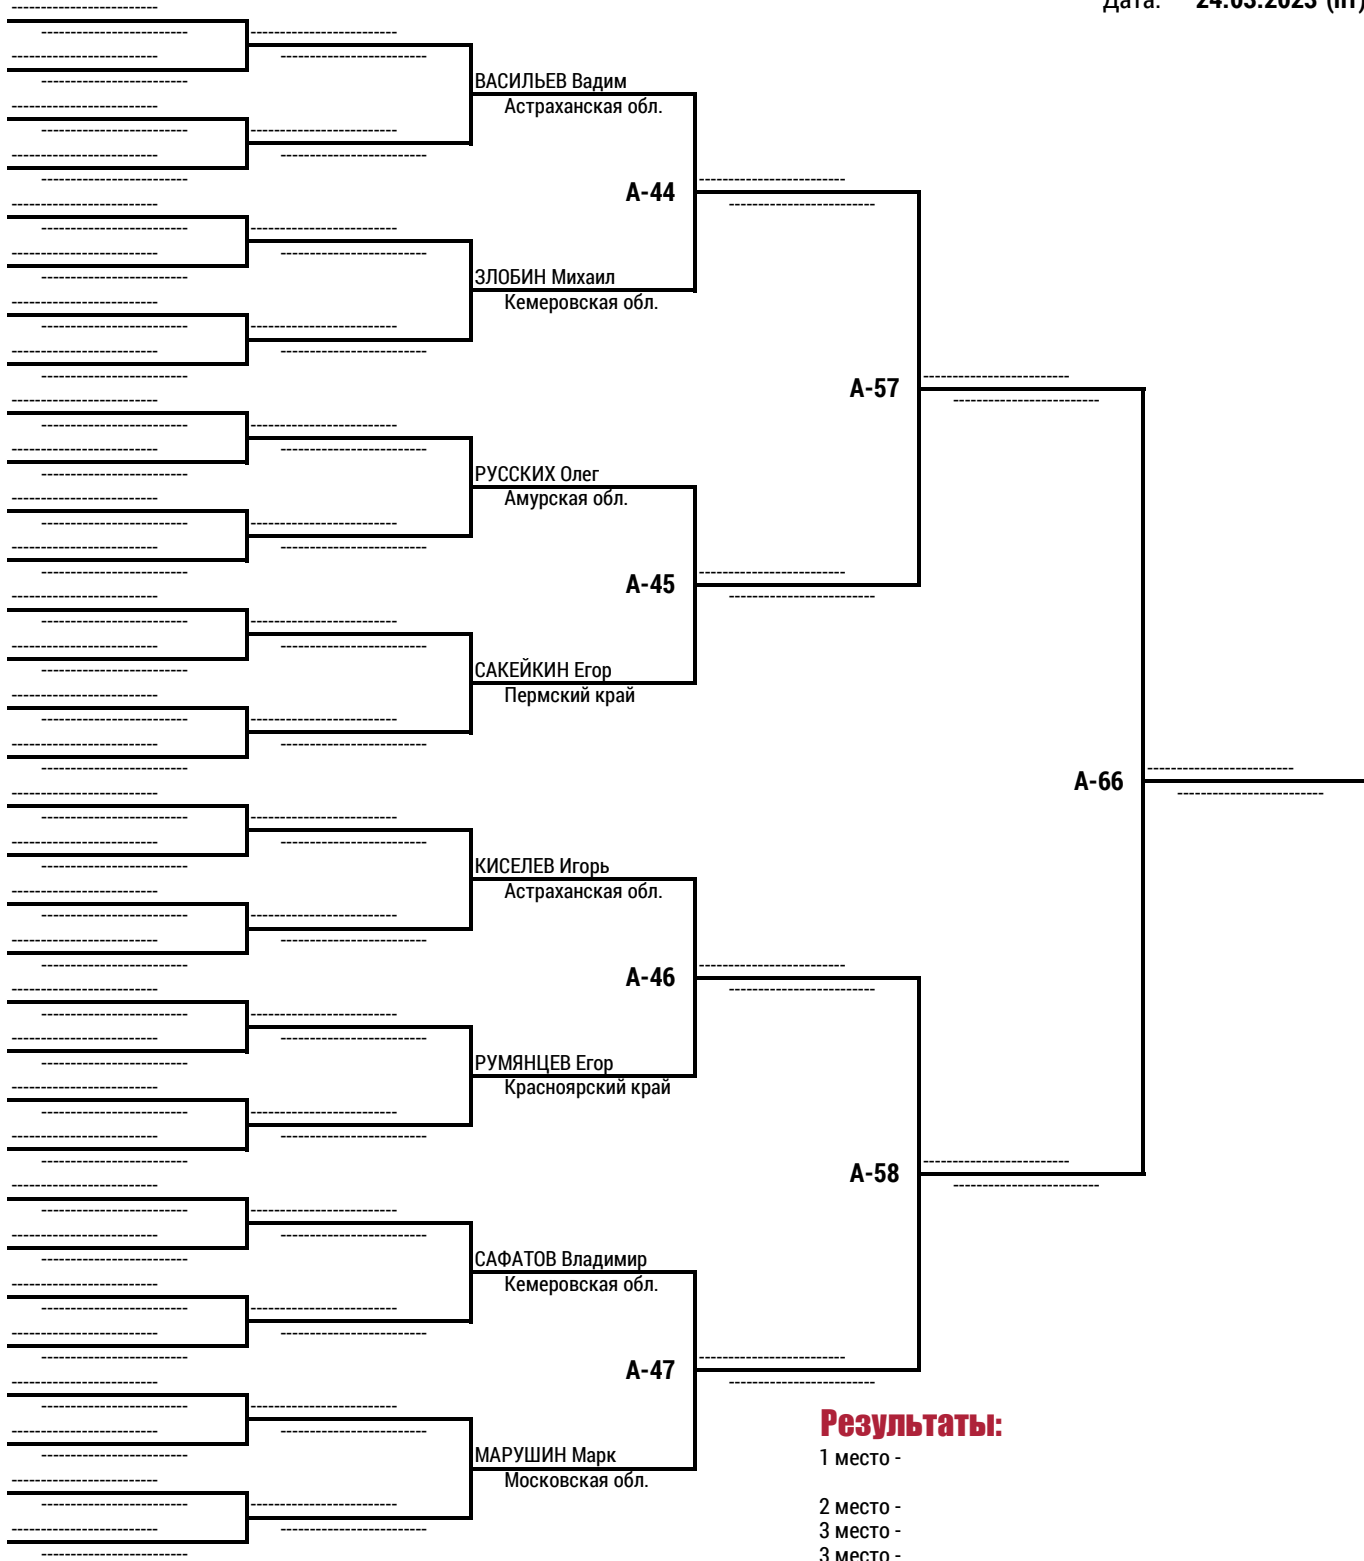 Дата: 24.03.2023 (пт)
ВАСИЛЬЕВ Вадим
Астраханская обл.
А-44
ЗЛОБИН Михаил
Кемеровская обл.
А-57
РУССКИХ Олег
Амурская обл.
А-45
САКЕЙКИН Егор
Пермский край
А-66
КИСЕЛЕВ Игорь
Астраханская обл.
А-46
РУМЯНЦЕВ Егор
Красноярский край
А-58
САФАТОВ Владимир
Кемеровская обл.
А-47
МАРУШИН Марк
Московская обл.
Результаты:
1 место -
2 место -
3 место -
3 место -